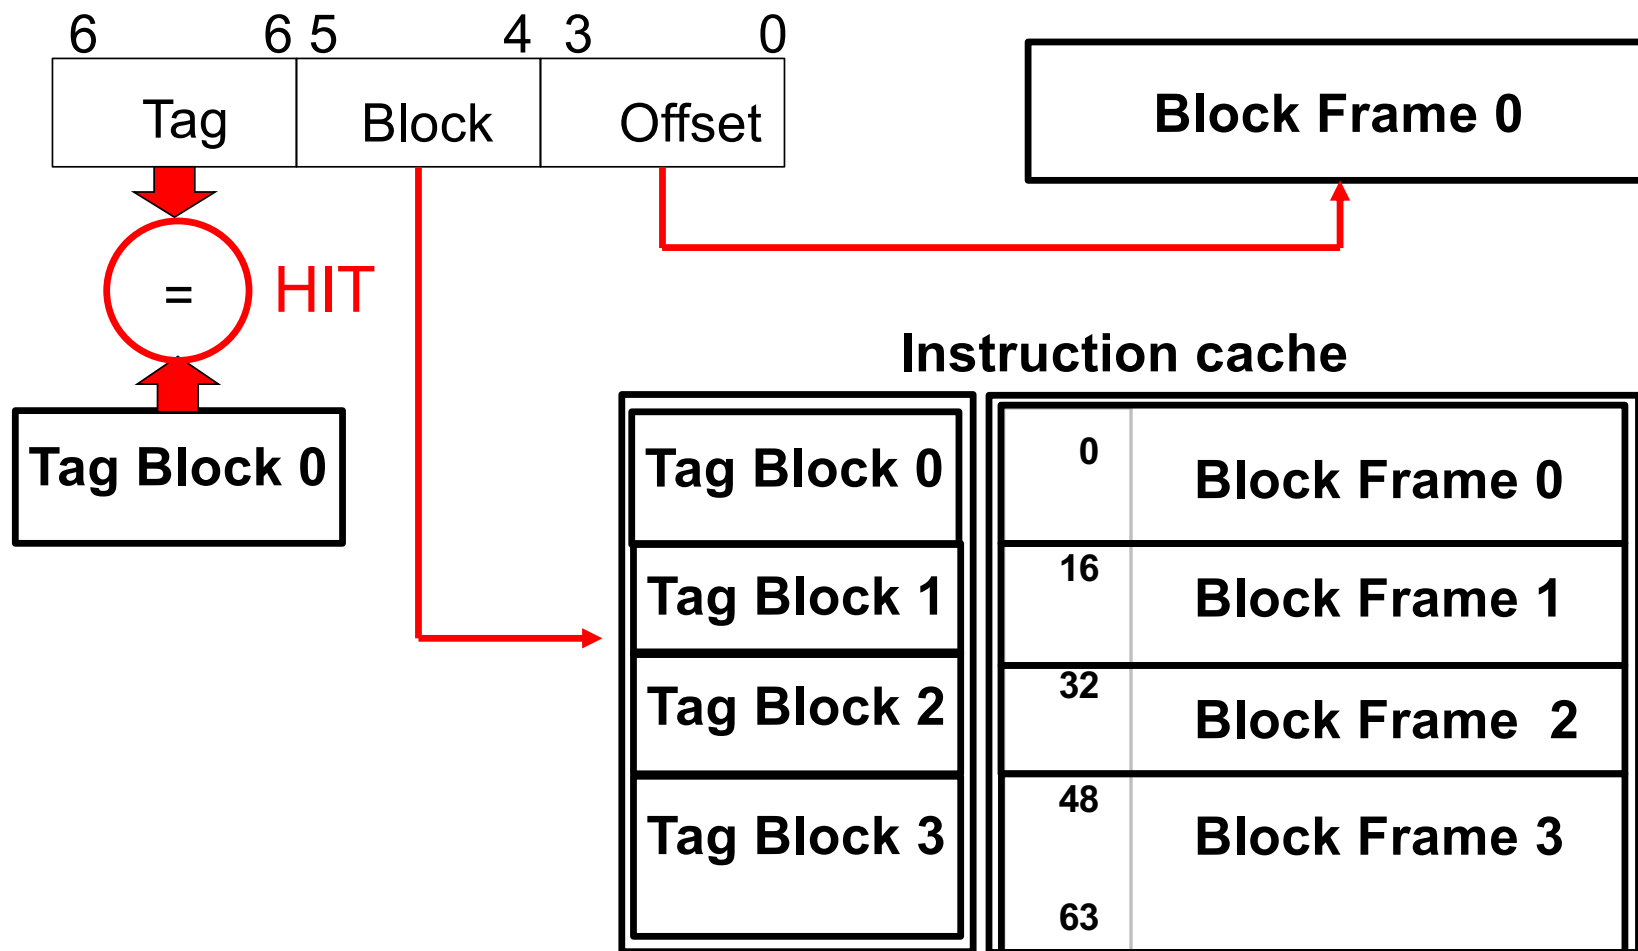 6 6 5 4 3 0
Tag Block Offset
Block Frame 0
= HIT
Instruction cache
Tag Block 0
Tag Block 0
0 Block Frame 0
Tag Block 1
16 Block Frame 1
Tag Block 2
32 Block Frame 2
Tag Block 3
48 Block Frame 3
63